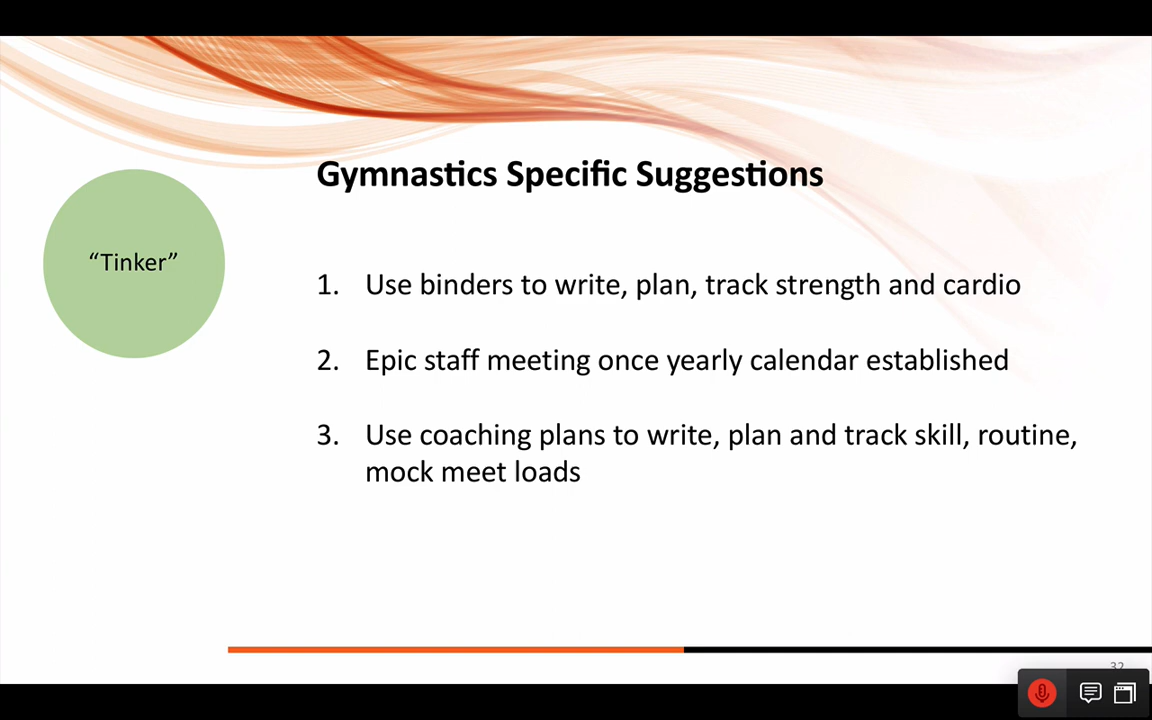 Gymnastics Specific Suggestions
“Tinker”
1. Use binders to write, plan, track strength and cardio
2. Epic staff meeting once yearly calendar established
3. Use coaching plans to write, plan and track skill, routine,
mock meet loads
32